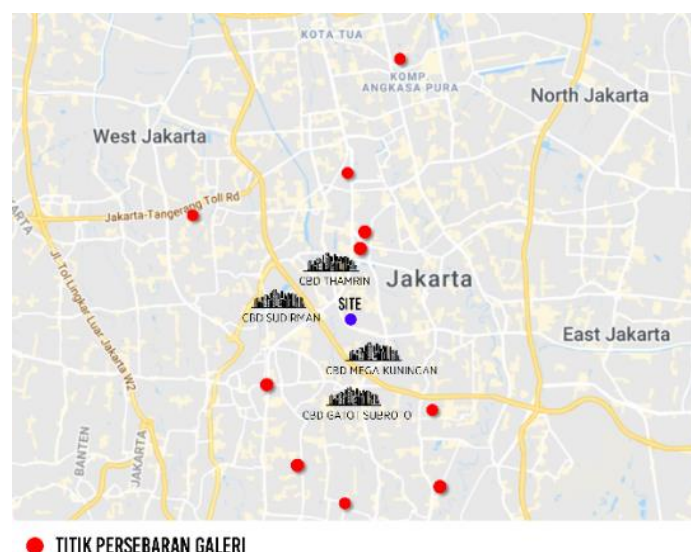 KOTA TUA
KOMP.
ANGKASA PURA
North Jakarta
West Jakarta
Jakarta-Tangerang Toll Rd
JAKARTA
Jl. Tol Lingkar Luar Jakarta W2
CBD THAMRIN
Jakarta
SITE
CBD SUDIRMAN
East Jakarta
CBD MEGA KUNINGAN
CBD GATOT SUBROTO
BANTEN
JAKARTA
TITIK PERSEBARAN GALERI